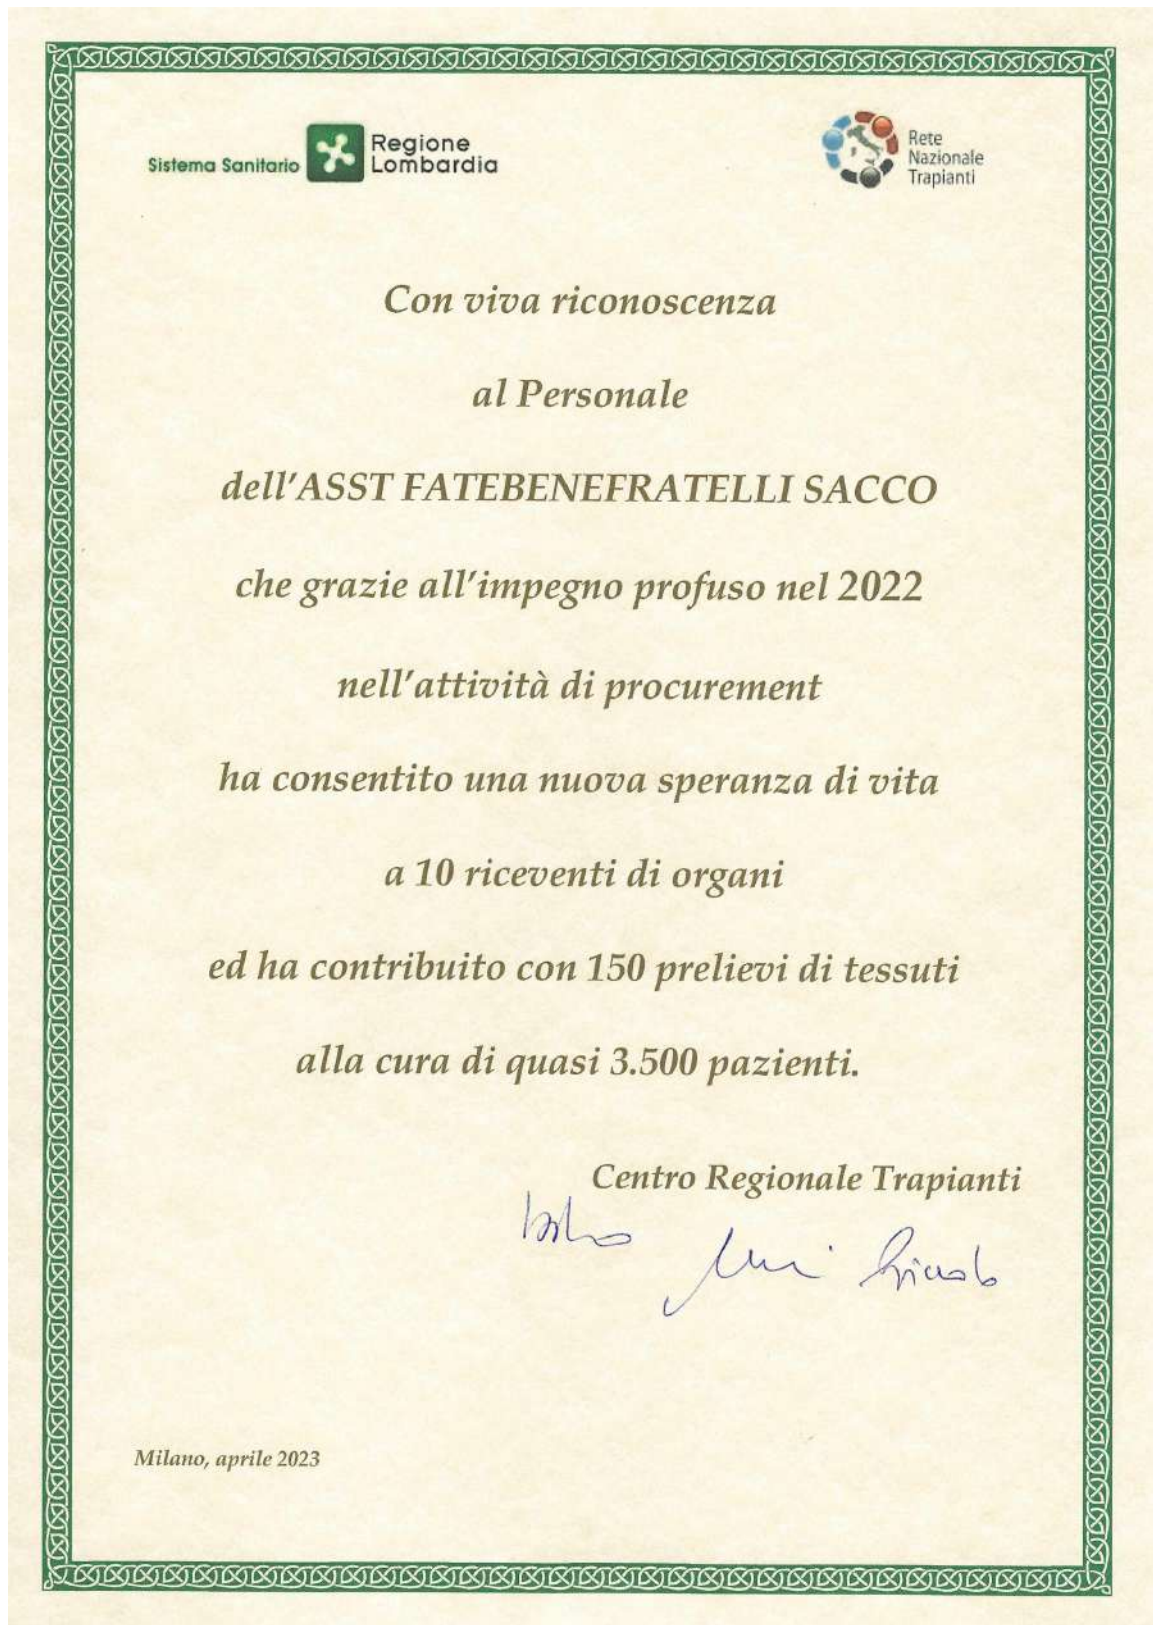 Sistema Sanitario
Regione
Lombardia
Rete
Nazionale
Trapianti
Con viva riconoscenza
al Personale
dell’ASST FATEBENEFRATELLI SACCO
che grazie all’impegno profuso nel 2022
nell’attività di procurement
ha consentito una nuova speranza di vita
a 10 riceventi di organi
ed ha contribuito con 150 prelievi di tessuti
alla cura di quasi 3.500 pazienti.
Centro Regionale Trapianti
Milano, aprile 2023